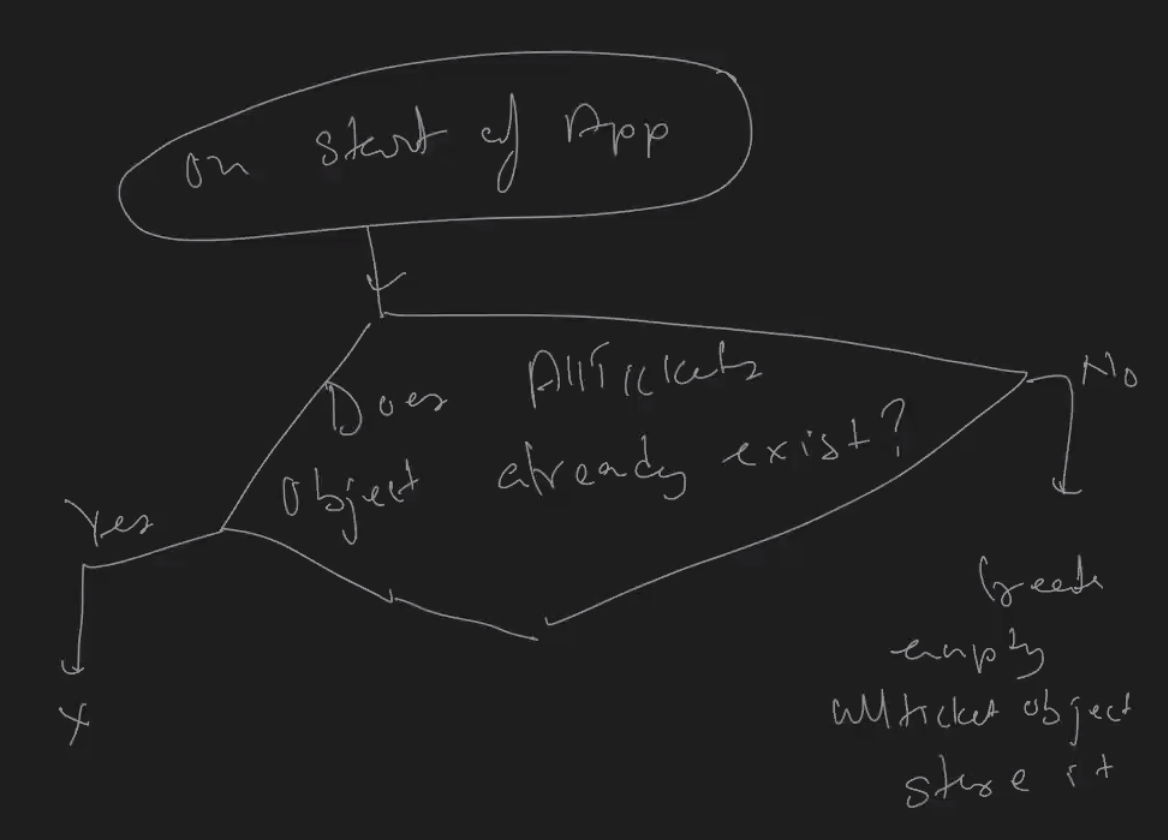 on start of App
Does AllTickets
No
object already exist?
Yes
Create
empty
allticket object
store it
X